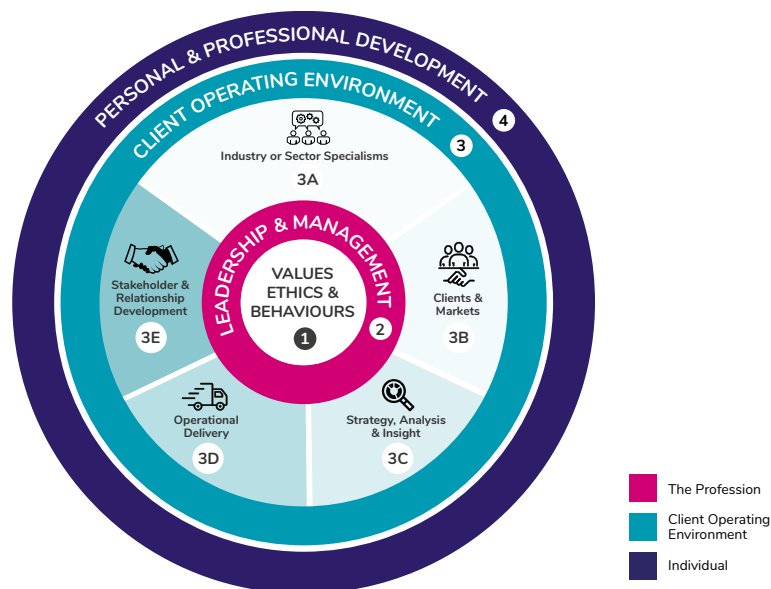 PERSONAL & PROFESSIONAL DEVELOPMENT
4
CLIENT OPERATING ENVIRONMENT
3
Industry or Sector Specialisms
3A
LEADERSHIP & MANAGEMENT
2
VALUES
ETHICS &
BEHAVIOURS
1
Clients &
Markets
3B
Strategy, Analysis
& Insight
3C
Operational
Delivery
3D
Stakeholder &
Relationship
Development
3E
The Profession
Client Operating
Environment
Individual